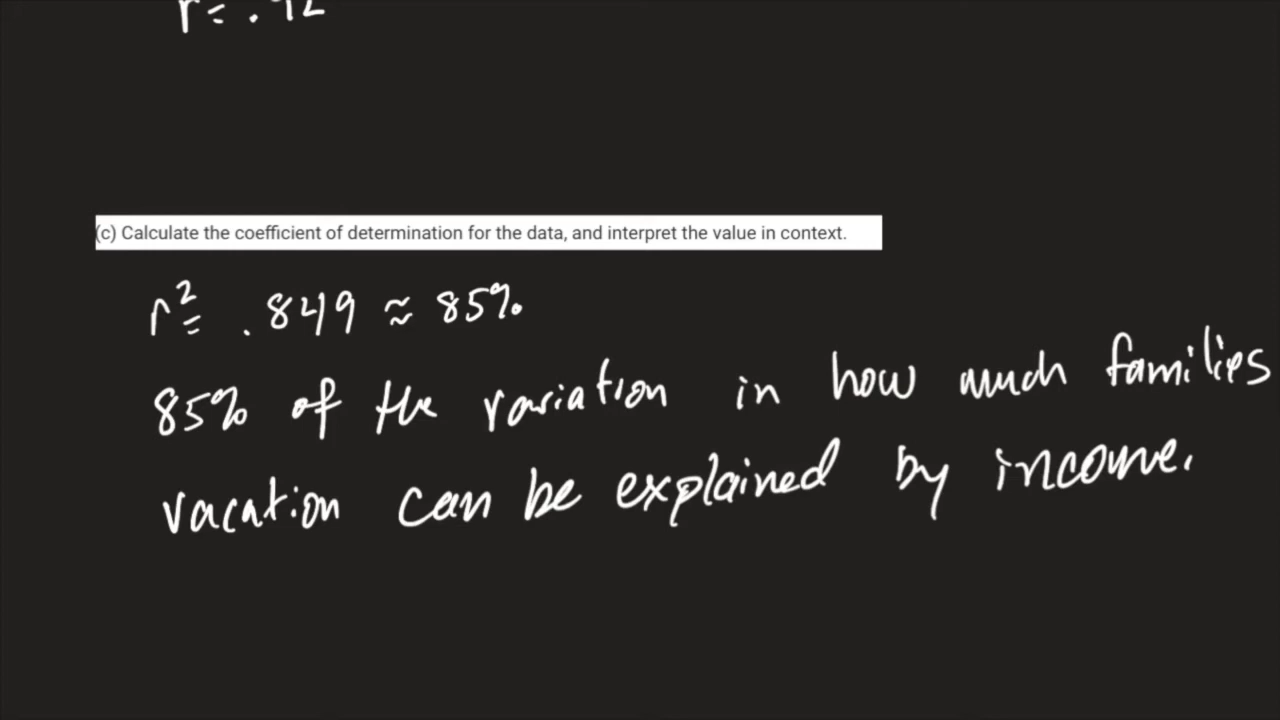 r = .92
(c) Calculate the coefficient of determination for the data, and interpret the value in context.
r² = .849 ≈ 85%
85% of the variation in how much families
vacation can be explained by income.